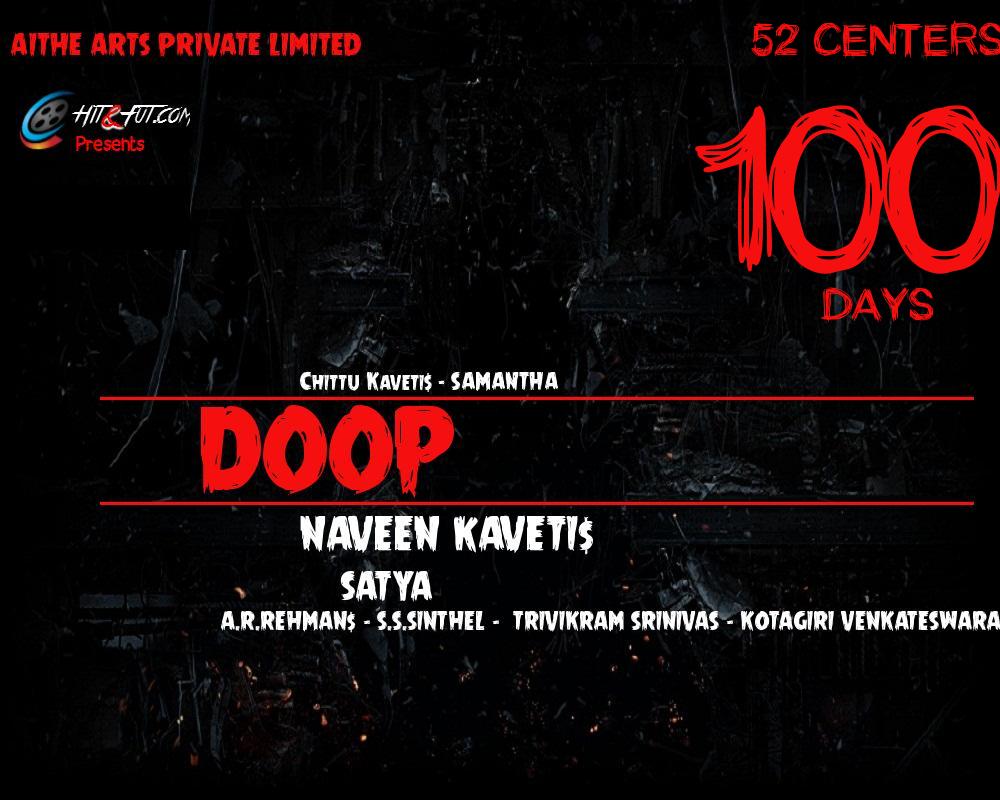 AITHE ARTS PRIVATE LIMITED
52 CENTERS
HIT&FUT.COM
Presents
100
DAYS
Chittu Kaveti$ - SAMANTHA
DOOP
NAVEEN KAVETI$
SATYA
A.R.REHMAN$ - S.S.SINTHEL - TRIVIKRAM SRINIVAS - KOTAGIRI VENKATESWARA